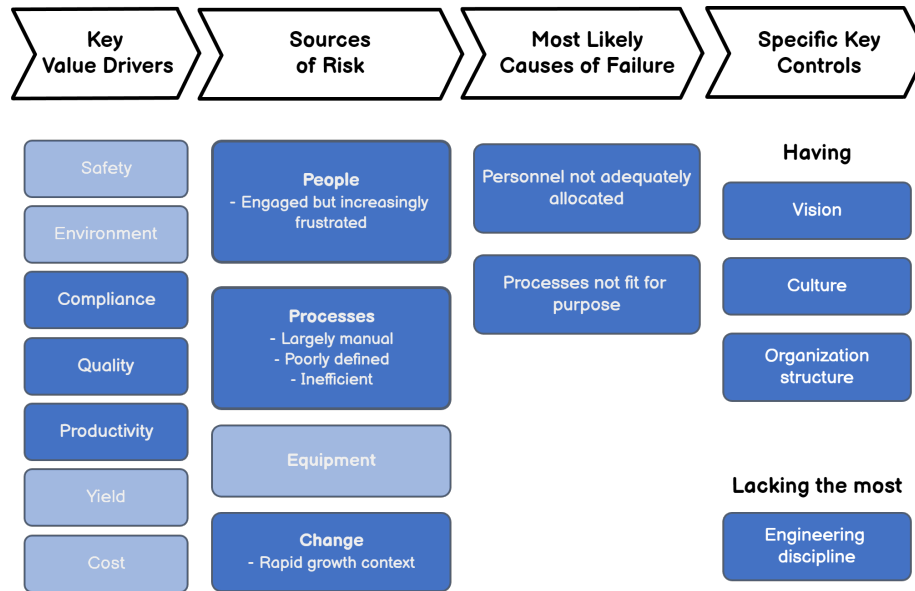 Key
Value Drivers
Sources
of Risk
Most Likely
Causes of Failure
Specific Key
Controls
Safety
Environment
Compliance
Quality
Productivity
Yield
Cost
People
- Engaged but increasingly
frustrated
Processes
- Largely manual
- Poorly defined
- Inefficient
Equipment
Change
- Rapid growth context
Personnel not adequately
allocated
Processes not fit for
purpose
Having
Vision
Culture
Organization
structure
Lacking the most
Engineering
discipline